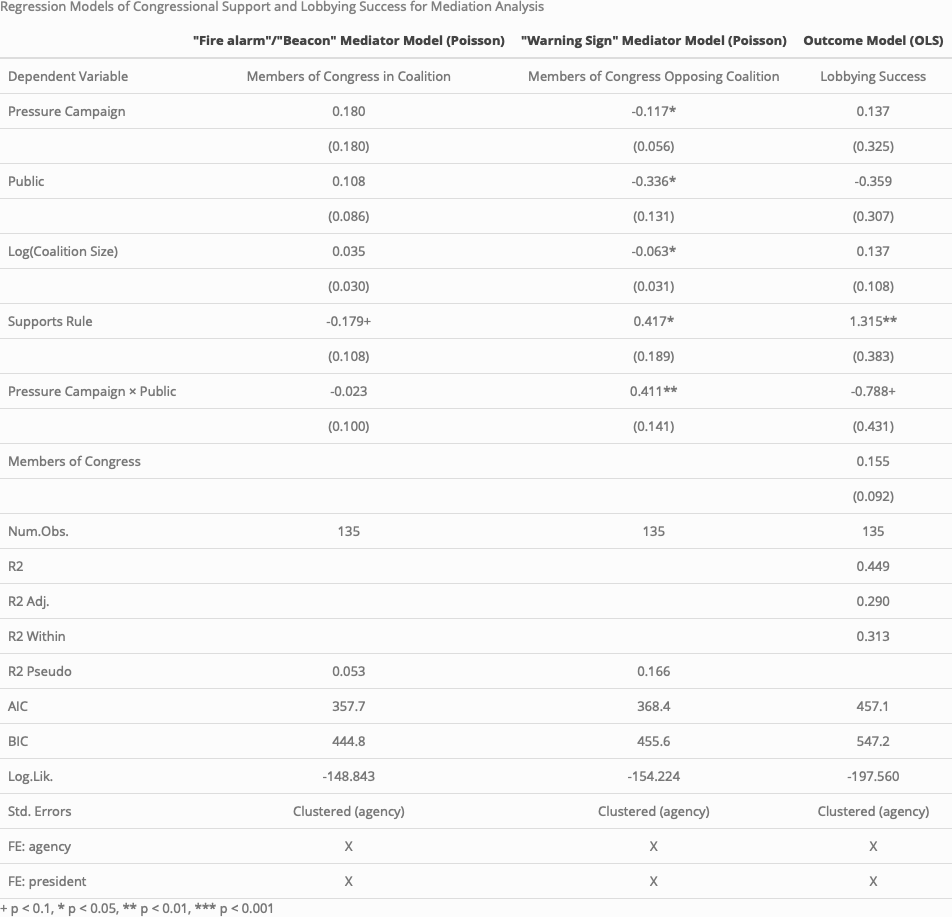 Regression Models of Congressional Support and Lobbying Success for Mediation Analysis
"Fire alarm"/"Beacon" Mediator Model (Poisson) "Warning Sign" Mediator Model (Poisson) Outcome Model (OLS)
Dependent Variable Members of Congress in Coalition Members of Congress Opposing Coalition Lobbying Success
Pressure Campaign 0.180 -0.117* 0.137
(0.180) (0.056) (0.325)
Public 0.108 -0.336* -0.359
(0.086) (0.131) (0.307)
Log(Coalition Size) 0.035 -0.063* 0.137
(0.030) (0.031) (0.108)
Supports Rule -0.179+ 0.417* 1.315**
(0.108) (0.189) (0.383)
Pressure Campaign × Public -0.023 0.411** -0.788+
(0.100) (0.141) (0.431)
Members of Congress 0.155
(0.092)
Num.Obs. 135 135 135
R2 0.449
R2 Adj. 0.290
R2 Within 0.313
R2 Pseudo 0.053 0.166
AIC 357.7 368.4 457.1
BIC 444.8 455.6 547.2
Log.Lik. -148.843 -154.224 -197.560
Std. Errors Clustered (agency) Clustered (agency) Clustered (agency)
FE: agency X X X
FE: president X X X
+ p < 0.1, * p < 0.05, ** p < 0.01, *** p < 0.001